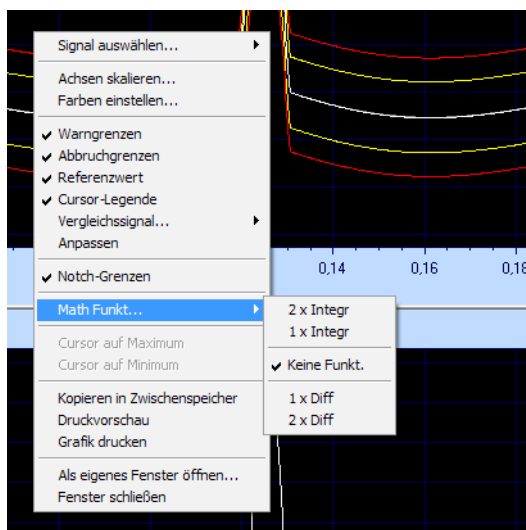 Signal auswählen...
Achsen skalieren...
Farben einstellen...
Warngrenzen
Abbruchgrenzen
Referenzwert
Cursor-Legende
Vergleichssignal...
Anpassen
Notch-Grenzen
0,14 0,16 0,18
Math Funkt...
2 x Integr
1 x Integr
Keine Funkt.
1 x Diff
2 x Diff
Cursor auf Maximum
Cursor auf Minimum
Kopieren in Zwischenspeicher
Druckvorschau
Grafik drucken
Als eigenes Fenster öffnen...
Fenster schließen